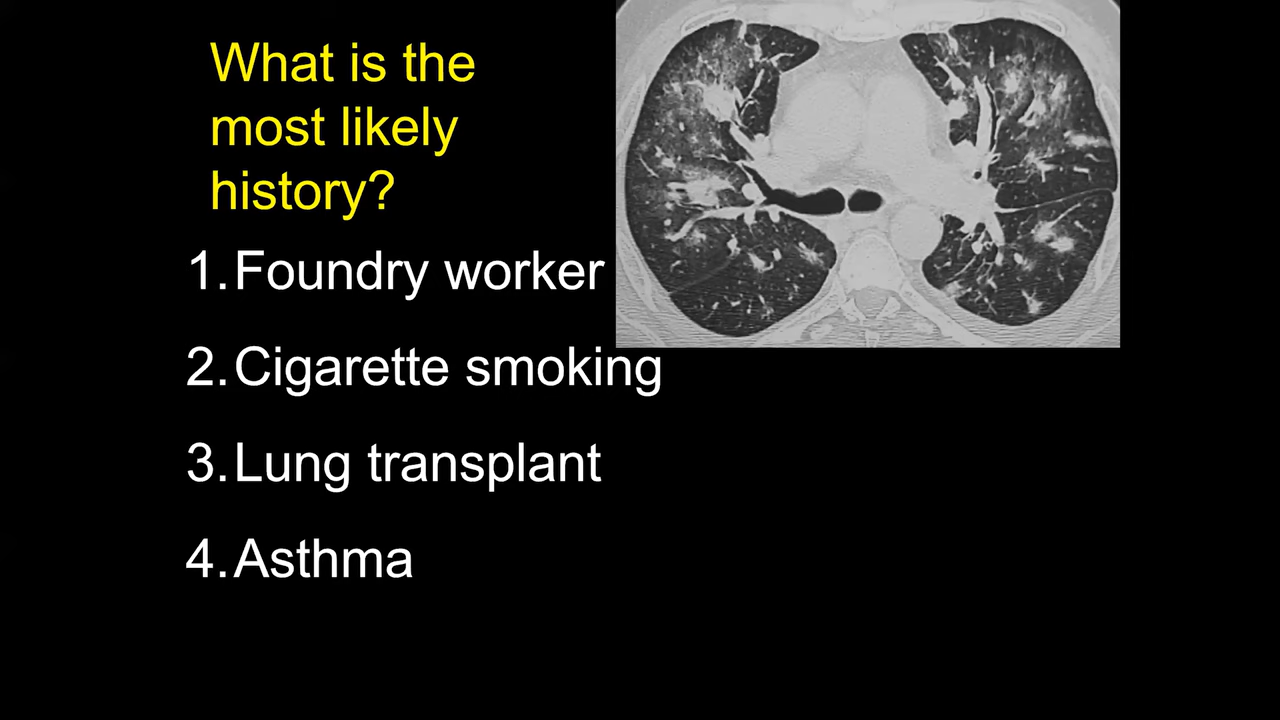 What is the
most likely
history?
1. Foundry worker
2. Cigarette smoking
3. Lung transplant
4. Asthma